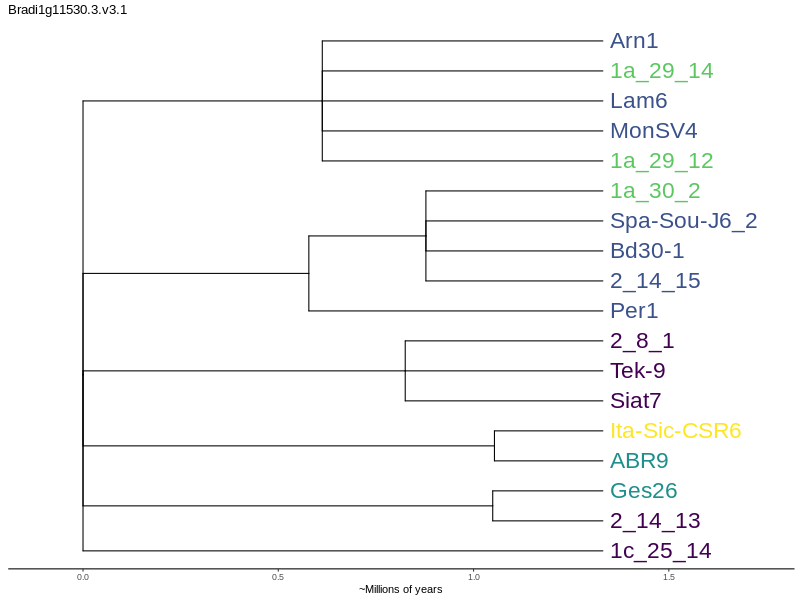 Bradi1g11530.3.v3.1
Arn1
1a_29_14
Lam6
MonSV4
1a_29_12
1a_30_2
Spa-Sou-J6_2
Bd30-1
2_14_15
Per1
2_8_1
Tek-9
Siat7
Ita-Sic-CSR6
ABR9
Ges26
2_14_13
1c_25_14
0.0 0.5 1.0 1.5
~Millions of years